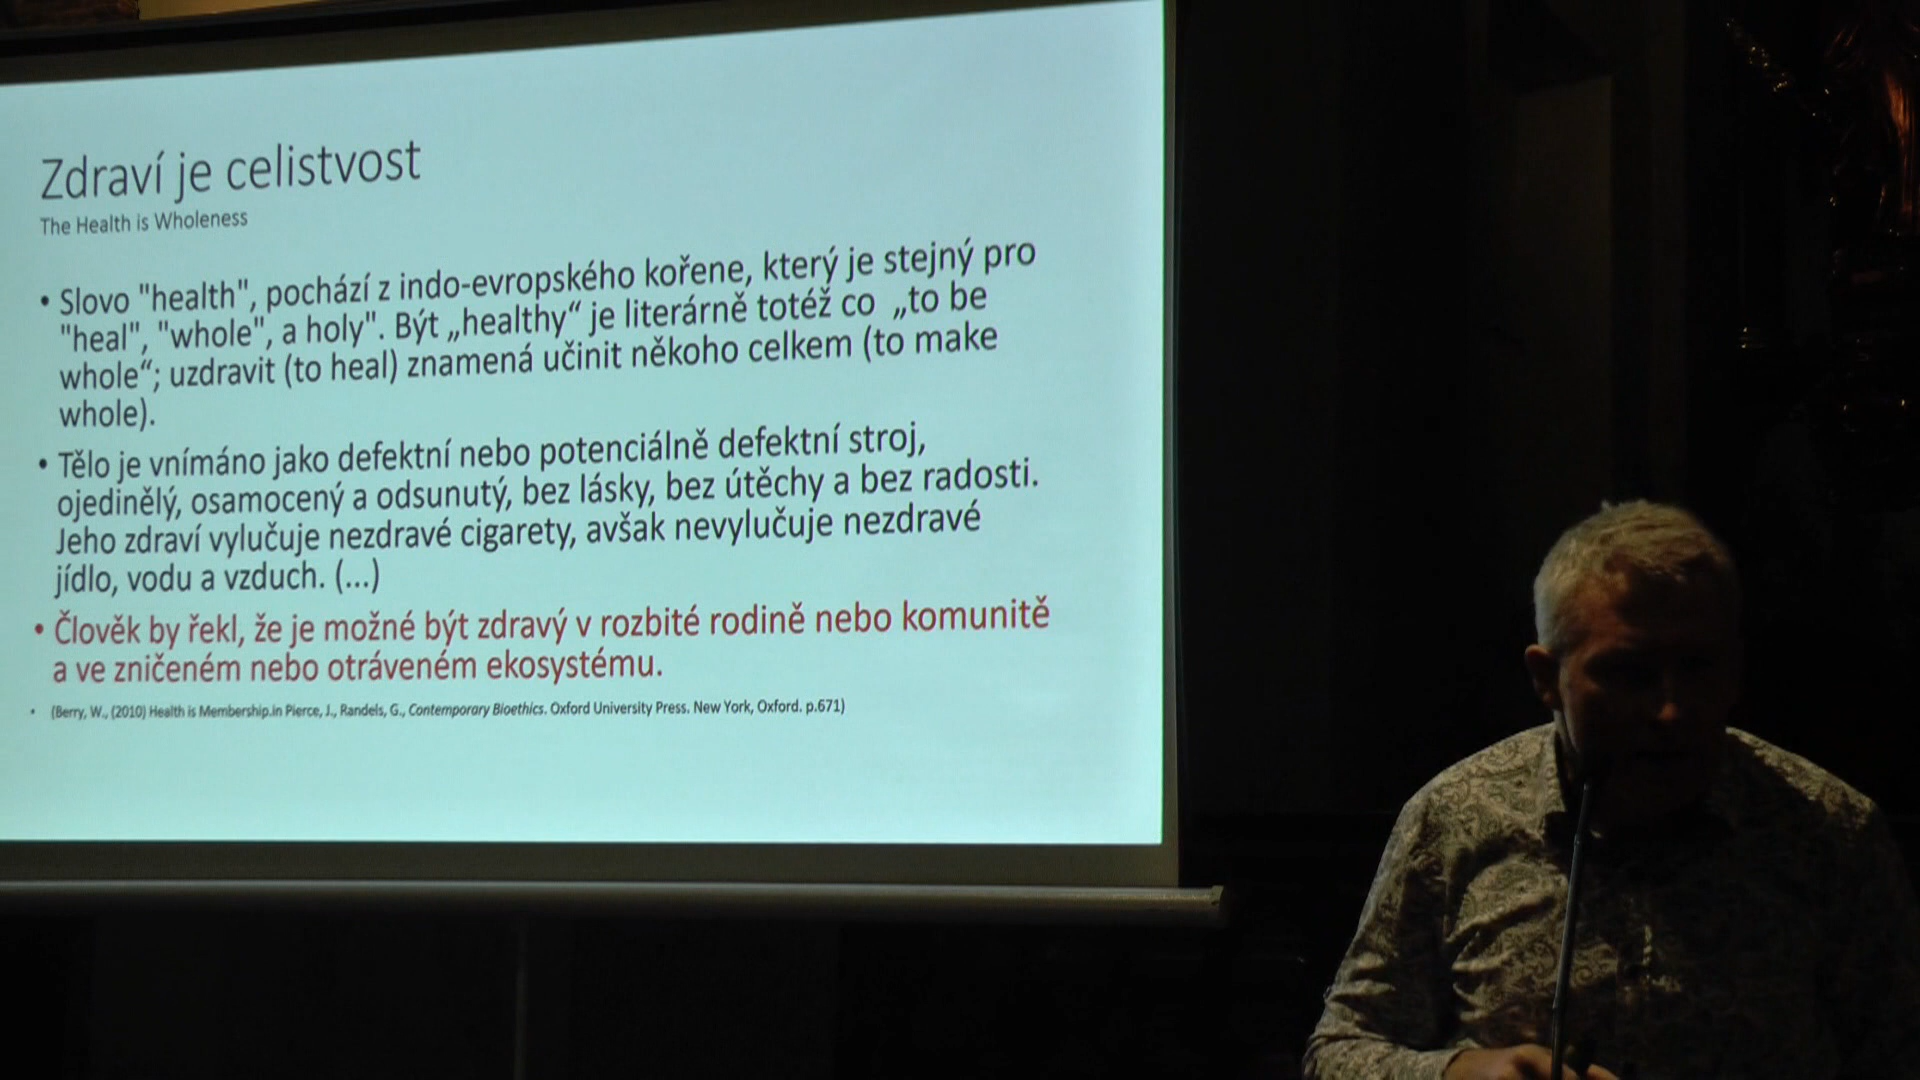 Zdraví je celistvost
The Health is Wholeness
• Slovo "health", pochází z indo-evropského kořene, který je stejný pro
"heal", "whole", a holy". Být „healthy“ je literárně totéž co „to be
whole“; uzdravit (to heal) znamená učinit někoho celkem (to make
whole).
• Tělo je vnímáno jako defektní nebo potenciálně defektní stroj,
ojedinělý, osamocený a odsunutý, bez lásky, bez útěchy a bez radosti.
Jeho zdraví vylučuje nezdravé cigarety, avšak nevylučuje nezdravé
jídlo, vodu a vzduch. (...)
• Člověk by řekl, že je možné být zdravý v rozbité rodině nebo komunitě
a ve zničeném nebo otráveném ekosystému.
• (Berry, W., (2010) Health is Membership.in Pierce, J., Randels, G., Contemporary Bioethics. Oxford University Press. New York, Oxford. p.671)